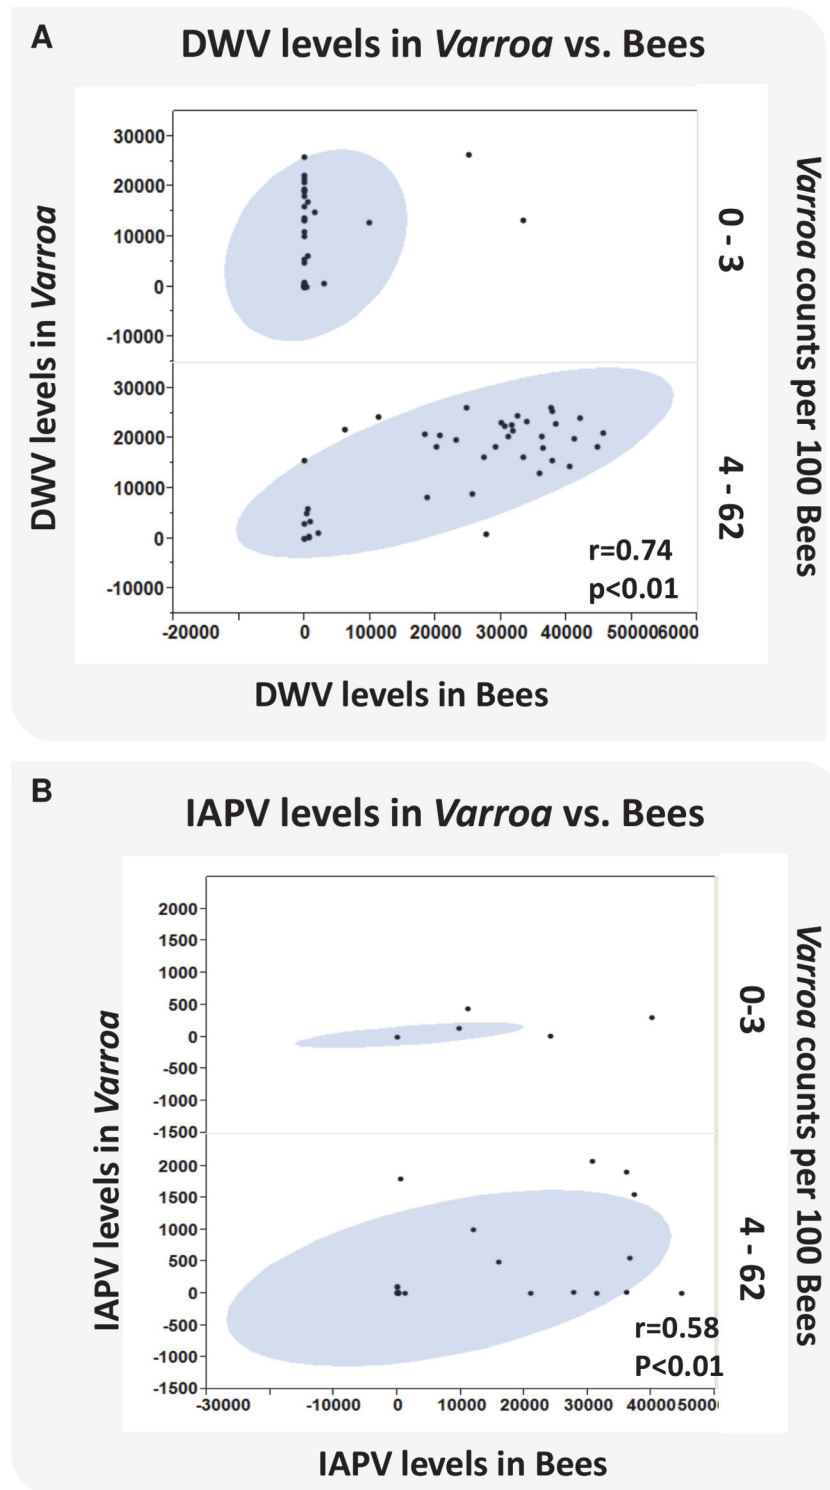 A
DWV levels in Varroa vs. Bees
DWV levels in Varroa
30000
20000
10000
0
-10000
0 - 3
30000
20000
10000
0
-10000
4 - 62
r=0.74
p<0.01
Varroa counts per 100 Bees
-20000 0 10000 20000 30000 40000 500006000
DWV levels in Bees
B
IAPV levels in Varroa vs. Bees
IAPV levels in Varroa
2000
1500
1000
500
0
-500
-1000
-1500
0-3
2000
1500
1000
500
0
-500
-1000
-1500
4 - 62
r=0.58
P<0.01
Varroa counts per 100 Bees
-30000 -10000 0 10000 20000 30000 4000050000
IAPV levels in Bees